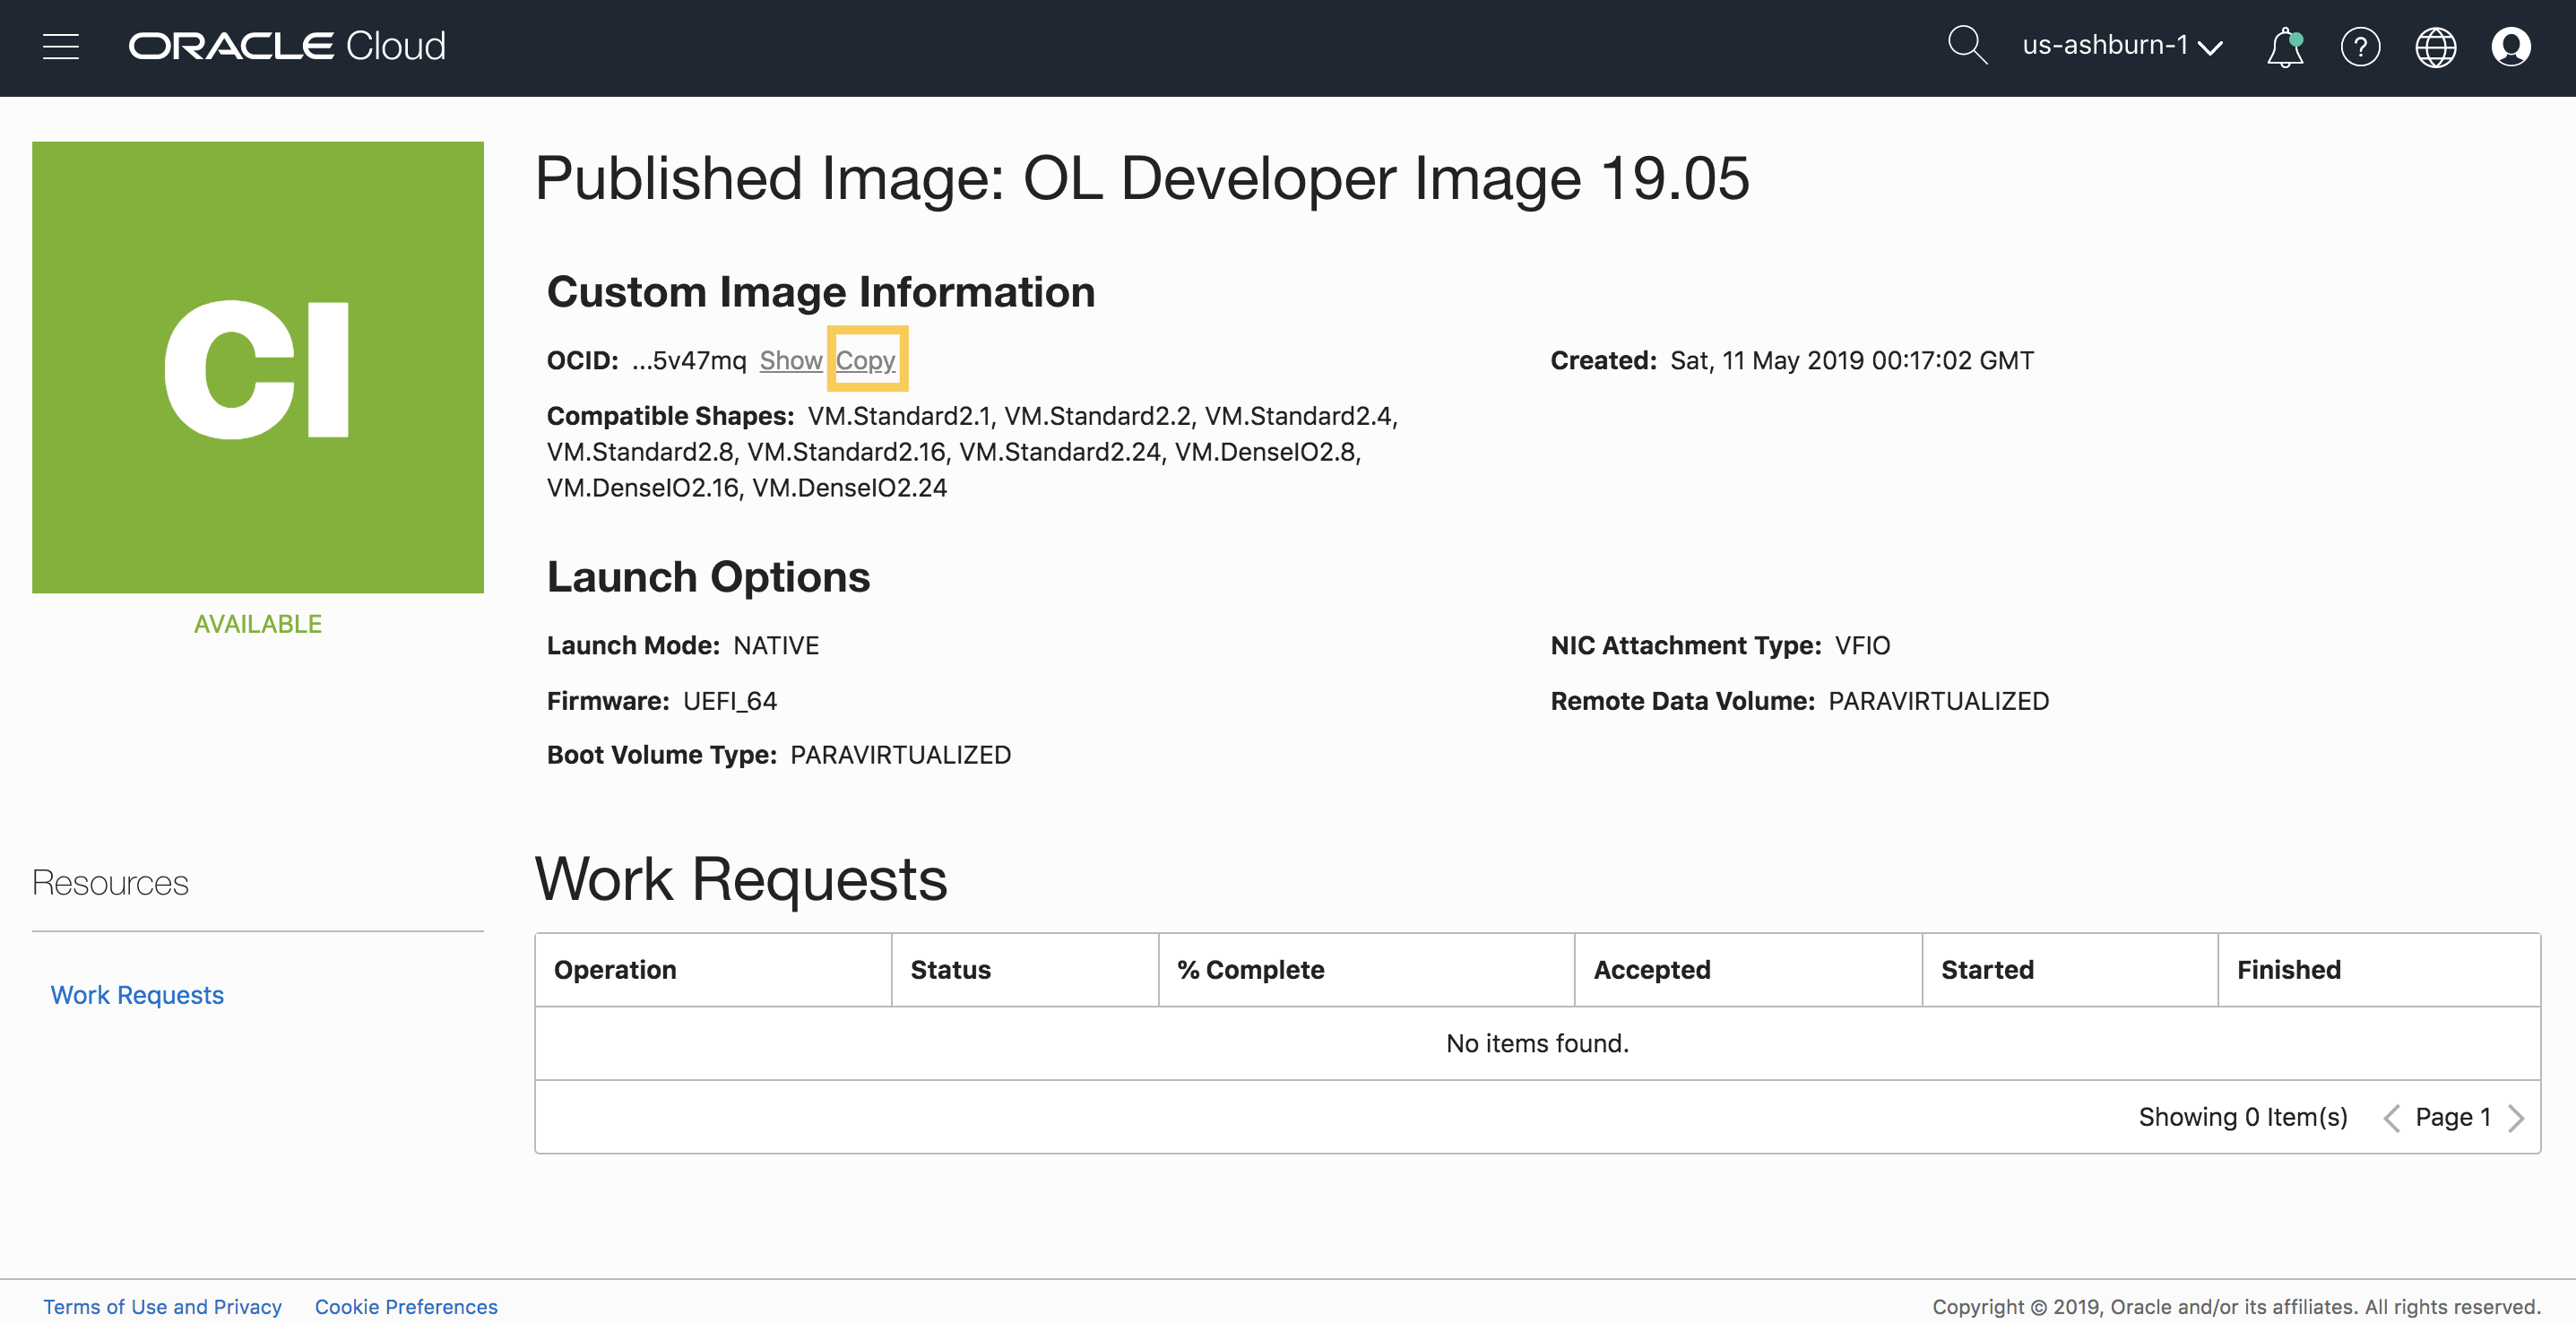 ORACLE Cloud
us-ashburn-1
CI
AVAILABLE
Published Image: OL Developer Image 19.05
Custom Image Information
OCID: ...5v47mq Show Copy
Created: Sat, 11 May 2019 00:17:02 GMT
Compatible Shapes: VM.Standard2.1, VM.Standard2.2, VM.Standard2.4,
VM.Standard2.8, VM.Standard2.16, VM.Standard2.24, VM.DenseIO2.8,
VM.DenseIO2.16, VM.DenseIO2.24
Launch Options
Launch Mode: NATIVE
NIC Attachment Type: VFIO
Firmware: UEFI_64
Remote Data Volume: PARAVIRTUALIZED
Boot Volume Type: PARAVIRTUALIZED
Resources
Work Requests
Work Requests
Operation Status % Complete Accepted Started Finished
No items found.
Showing 0 Item(s) Page 1
Terms of Use and Privacy Cookie Preferences
Copyright © 2019, Oracle and/or its affiliates. All rights reserved.